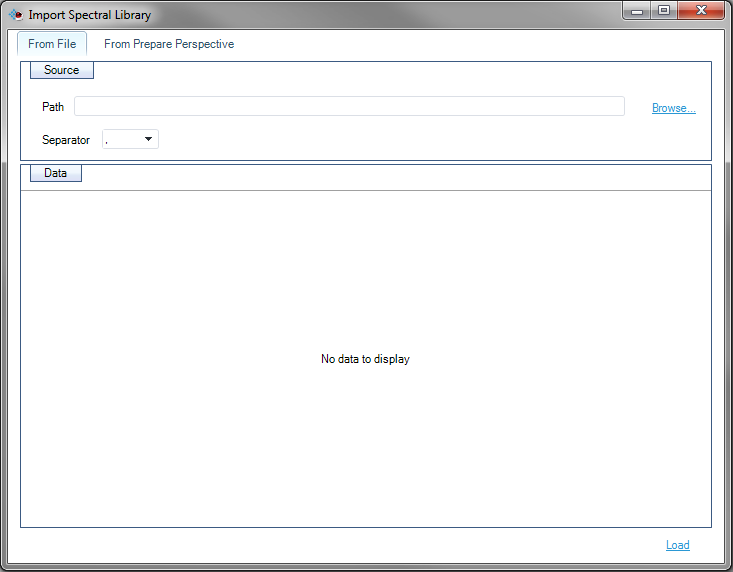 Import Spectral Library
From File From Prepare Perspective
Source
Path Browse...
Separator ,
Data
No data to display
Load